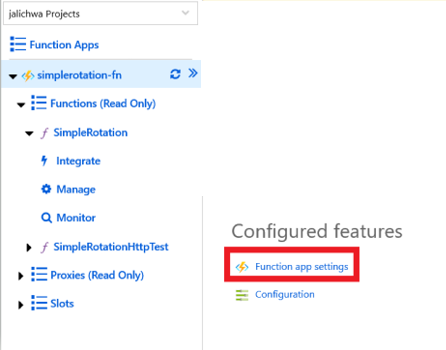 jalichwa Projects
Function Apps
simplerotation-fn
Functions (Read Only)
f SimpleRotation
Integrate
Manage
Monitor
f SimpleRotationHttpTest
Proxies (Read Only)
Slots
Configured features
Function app settings
Configuration